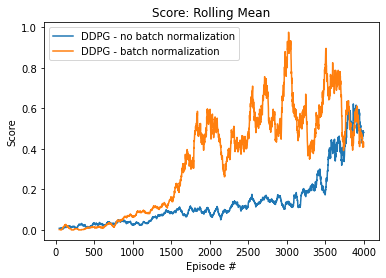 Score: Rolling Mean
DDPG - no batch normalization
DDPG - batch normalization
Score
1.0
0.8
0.6
0.4
0.2
0.0
0 500 1000 1500 2000 2500 3000 3500 4000
Episode #